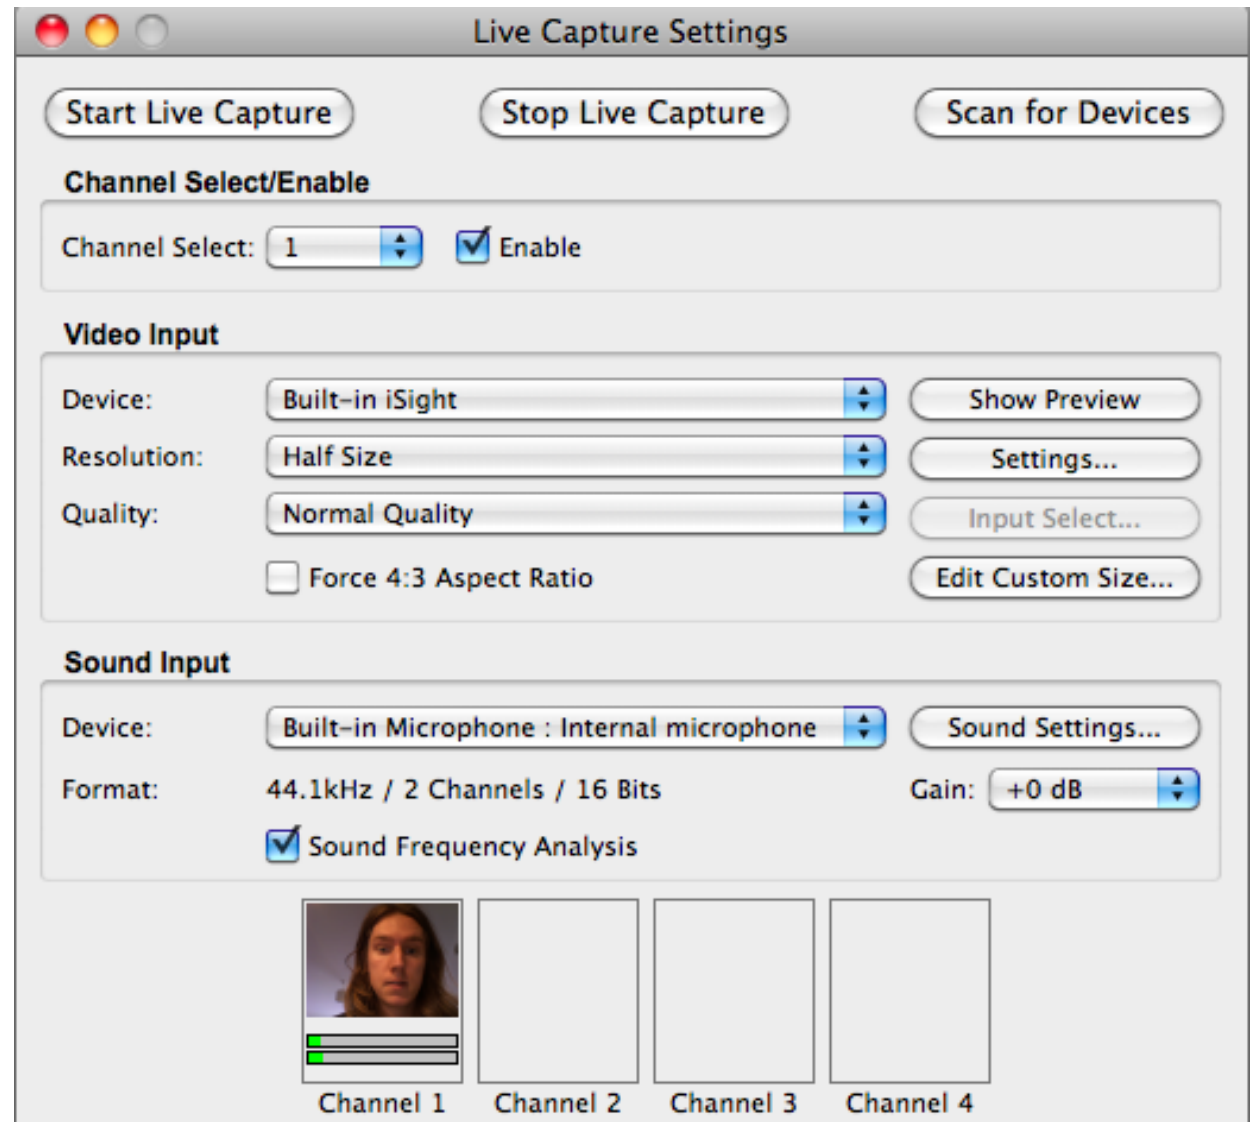 Live Capture Settings
Start Live Capture Stop Live Capture Scan for Devices
Channel Select/Enable
Channel Select: 1 Enable
Video Input
Device: Built-in iSight Show Preview
Resolution: Half Size Settings...
Quality: Normal Quality Input Select...
Force 4:3 Aspect Ratio Edit Custom Size...
Sound Input
Device: Built-in Microphone : Internal microphone Sound Settings...
Format: 44.1kHz / 2 Channels / 16 Bits Gain: +0 dB
Sound Frequency Analysis
Channel 1 Channel 2 Channel 3 Channel 4